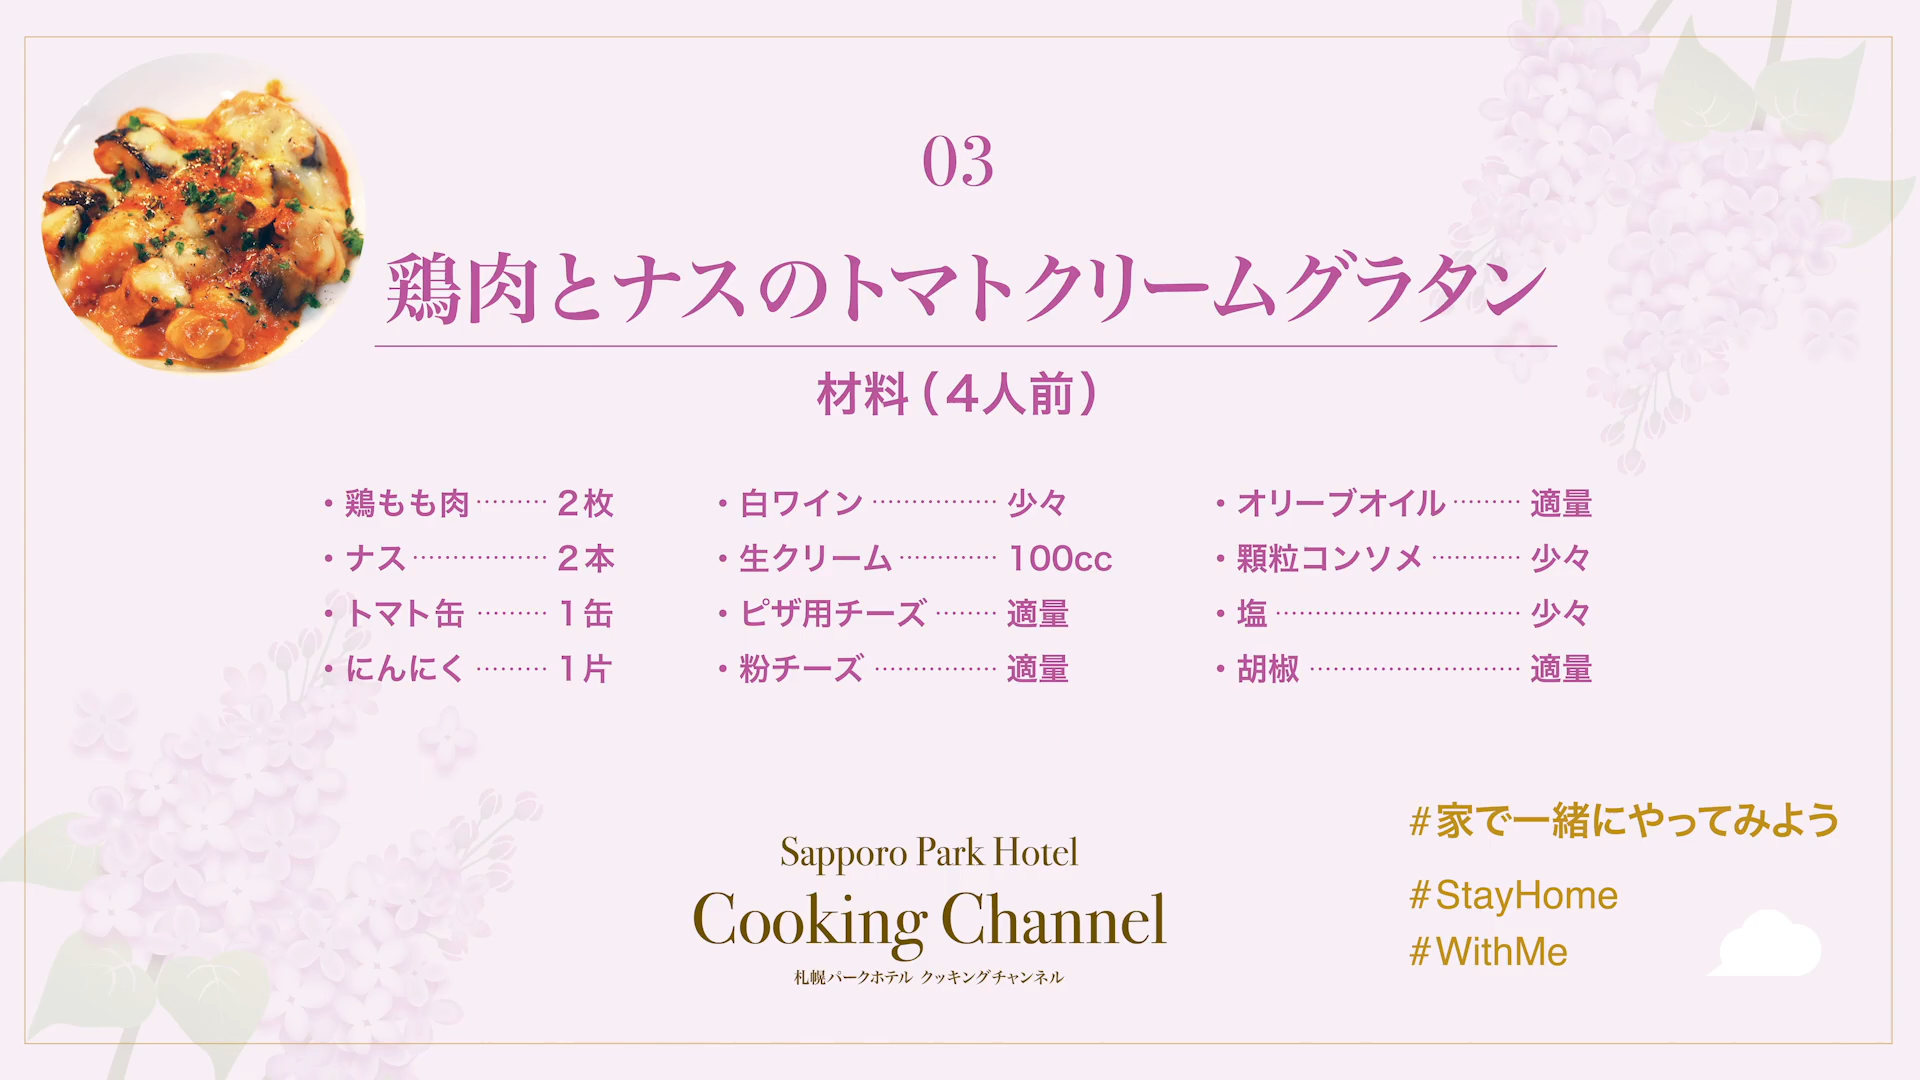 03
鶏肉とナスのトマトクリームグラタン
材料(4人前)
・鶏もも肉 ……… 2枚
・ナス ……………… 2本
・トマト缶 ……… 1缶
・にんにく ……… 1片
・白ワイン ……………… 少々
・生クリーム ………… 100cc
・ピザ用チーズ ……… 適量
・粉チーズ …………… 適量
・オリーブオイル ……… 適量
・顆粒コンソメ ………… 少々
・塩 ………………………… 少々
・胡椒 ……………………… 適量
#家で一緒にやってみよう
#StayHome
#WithMe
Sapporo Park Hotel
Cooking Channel
札幌パークホテル クッキングチャンネル